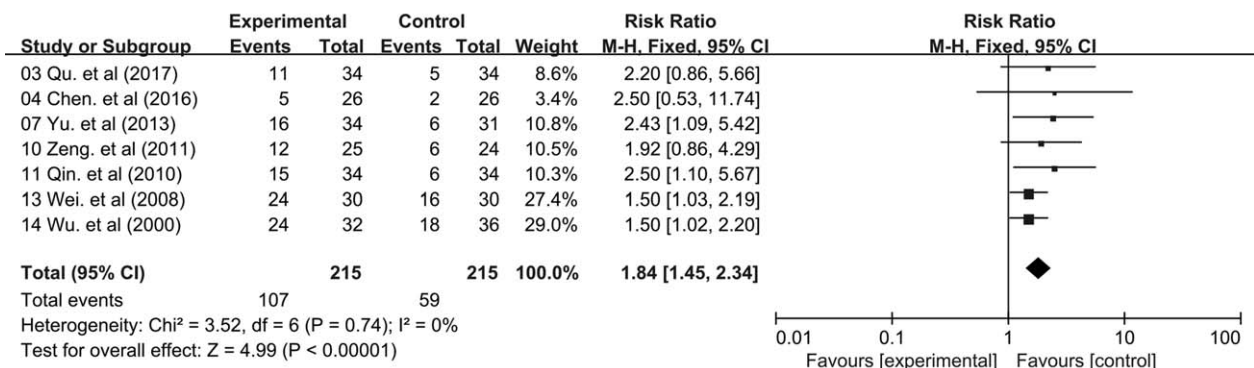 Experimental Control Risk Ratio Risk Ratio
Study or Subgroup Events Total Events Total Weight M-H, Fixed, 95% CI M-H, Fixed, 95% CI
03 Qu. et al (2017) 11 34 5 34 8.6% 2.20 [0.86, 5.66]
04 Chen. et al (2016) 5 26 2 26 3.4% 2.50 [0.53, 11.74]
07 Yu. et al (2013) 16 34 6 31 10.8% 2.43 [1.09, 5.42]
10 Zeng. et al (2011) 12 25 6 24 10.5% 1.92 [0.86, 4.29]
11 Qin. et al (2010) 15 34 6 34 10.3% 2.50 [1.10, 5.67]
13 Wei. et al (2008) 24 30 16 30 27.4% 1.50 [1.03, 2.19]
14 Wu. et al (2000) 24 32 18 36 29.0% 1.50 [1.02, 2.20]
Total (95% CI) 215 215 100.0% 1.84 [1.45, 2.34]
Total events 107 59
Heterogeneity: Chi² = 3.52, df = 6 (P = 0.74); I² = 0%
Test for overall effect: Z = 4.99 (P < 0.00001)
0.01 0.1 1 10 100
Favours [experimental] Favours [control]